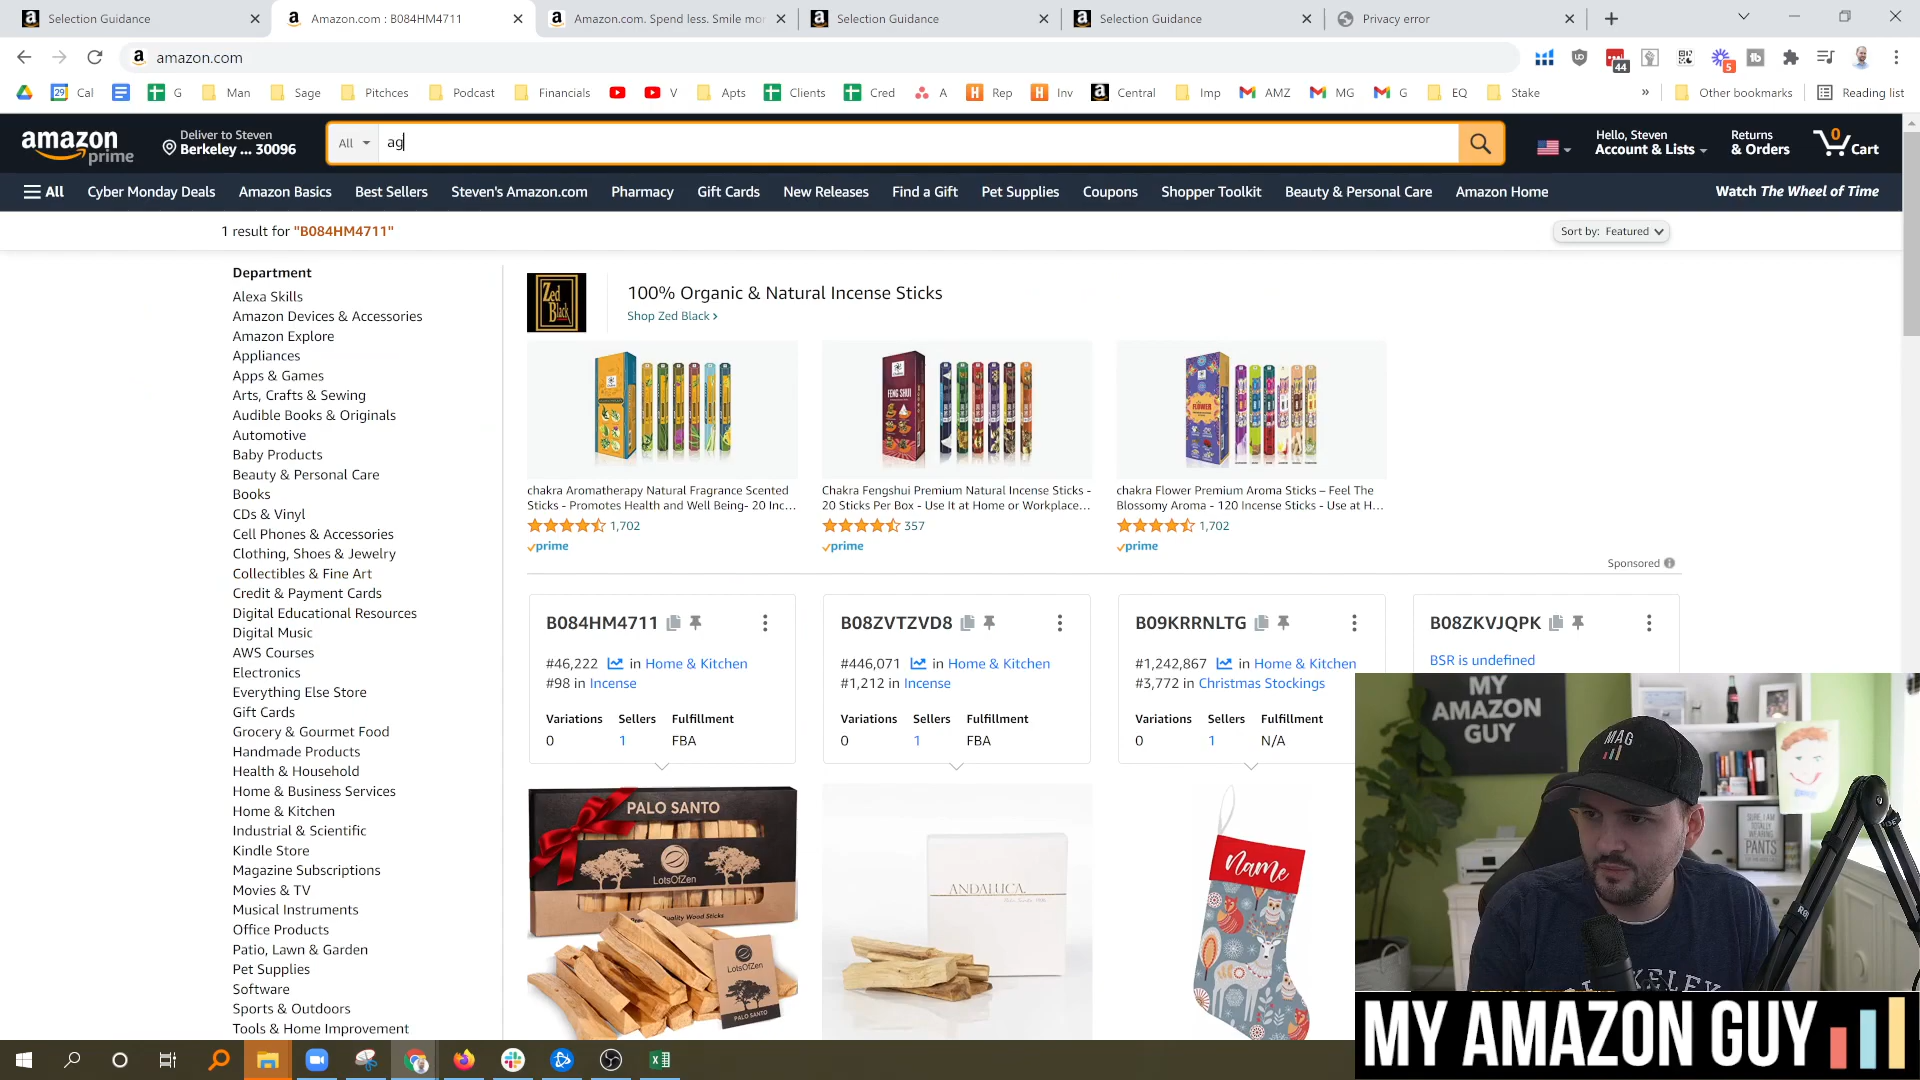 Selection Guidance
Amazon.com : B084HM4711
Amazon.com. Spend less. Smile mo
Selection Guidance
Selection Guidance
Privacy error
amazon.com
44
5
29 Cal
G
Man
Sage
Pitchces
Podcast
Financials
V
Apts
Clients
Cred
A
Rep
Inv
Central
Imp
AMZ
MG
G
EQ
Stake
»
Other bookmarks
Reading list
amazon prime
Deliver to Steven
Berkeley ... 30096
All
ag
Hello, Steven
Account & Lists
Returns
& Orders
0
Cart
All
Cyber Monday Deals
Amazon Basics
Best Sellers
Steven's Amazon.com
Pharmacy
Gift Cards
New Releases
Find a Gift
Pet Supplies
Coupons
Shopper Toolkit
Beauty & Personal Care
Amazon Home
Watch The Wheel of Time
1 result for "B084HM4711"
Sort by: Featured
Department
Alexa Skills
Amazon Devices & Accessories
Amazon Explore
Appliances
Apps & Games
Arts, Crafts & Sewing
Audible Books & Originals
Automotive
Baby Products
Beauty & Personal Care
Books
CDs & Vinyl
Cell Phones & Accessories
Clothing, Shoes & Jewelry
Collectibles & Fine Art
Credit & Payment Cards
Digital Educational Resources
Digital Music
AWS Courses
Electronics
Everything Else Store
Gift Cards
Grocery & Gourmet Food
Handmade Products
Health & Household
Home & Business Services
Home & Kitchen
Industrial & Scientific
Kindle Store
Magazine Subscriptions
Movies & TV
Musical Instruments
Office Products
Patio, Lawn & Garden
Pet Supplies
Software
Sports & Outdoors
Tools & Home Improvement
Zed Black
100% Organic & Natural Incense Sticks
Shop Zed Black ›
FENG SHUI
FLOWER
chakra Aromatherapy Natural Fragrance Scented
Sticks - Promotes Health and Well Being- 20 Inc...
1,702
prime
Chakra Fengshui Premium Natural Incense Sticks -
20 Sticks Per Box - Use It at Home or Workplace...
357
prime
chakra Flower Premium Aroma Sticks – Feel The
Blossomy Aroma - 120 Incense Sticks - Use at H...
1,702
prime
Sponsored
B084HM4711
#46,222 in Home & Kitchen
#98 in Incense
Variations Sellers Fulfillment
0 1 FBA
B08ZVTZVD8
#446,071 in Home & Kitchen
#1,212 in Incense
Variations Sellers Fulfillment
0 1 FBA
B09KRRNLTG
#1,242,867 in Home & Kitchen
#3,772 in Christmas Stockings
Variations Sellers Fulfillment
0 1 N/A
B08ZKVJQPK
BSR is undefined
PALO SANTO
LotsOfZen
Quality Wood Sticks
LotsOfZen
PALO SANTO
ANDALUCA.
Name
MY
AMAZON
GUY
MAG
SURE, I AM
TOTALLY
WEARING
PANTS
MY AMAZON GUY